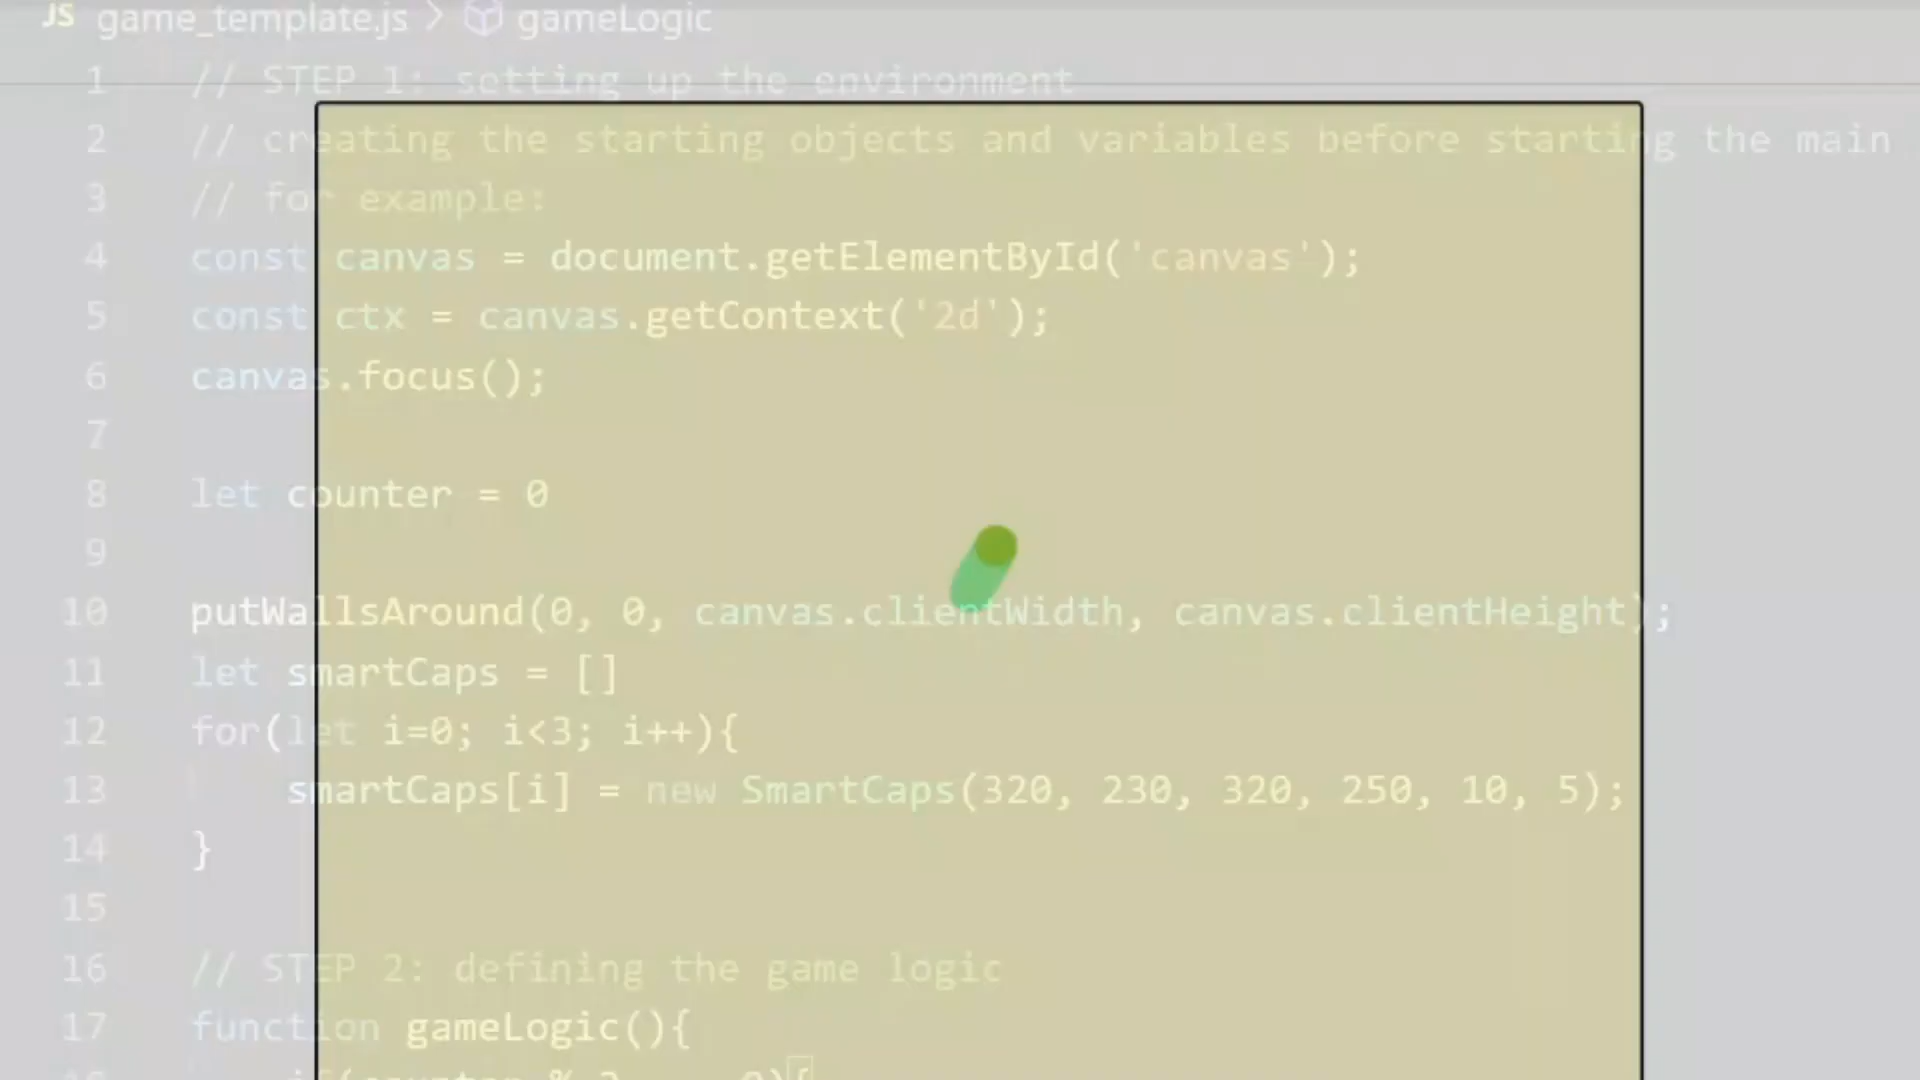 JS game_template.js > gameLogic
1 // STEP 1: setting up the environment
2 // creating the starting objects and variables before starting the main
3 // for example:
4 const canvas = document.getElementById('canvas');
5 const ctx = canvas.getContext('2d');
6 canvas.focus();
7
8 let counter = 0
9
10 putWallsAround(0, 0, canvas.clientWidth, canvas.clientHeight);
11 let smartCaps = []
12 for(let i=0; i<3; i++){
13 smartCaps[i] = new SmartCaps(320, 230, 320, 250, 10, 5);
14 }
15
16 // STEP 2: defining the game logic
17 function gameLogic(){